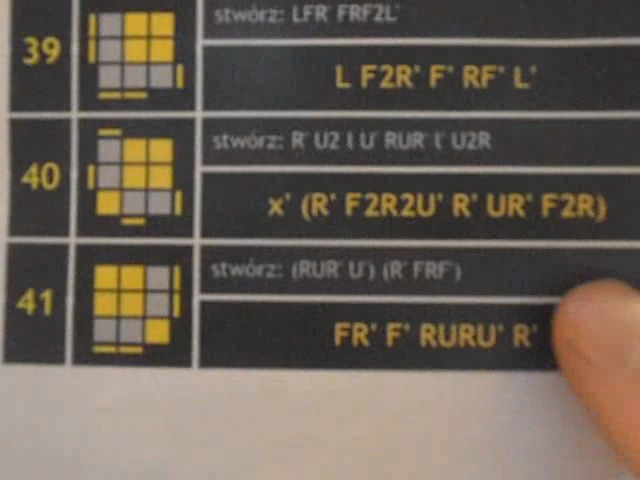 stwórz: LFR' FRF2L'
39
L F2R' F' RF' L'
stwórz: R' U2 l U' RUR' l' U2R
40
x' (R' F2R2U' R' UR' F2R)
stwórz: (RUR' U') (R' FRF')
41
FR' F' RURU' R'